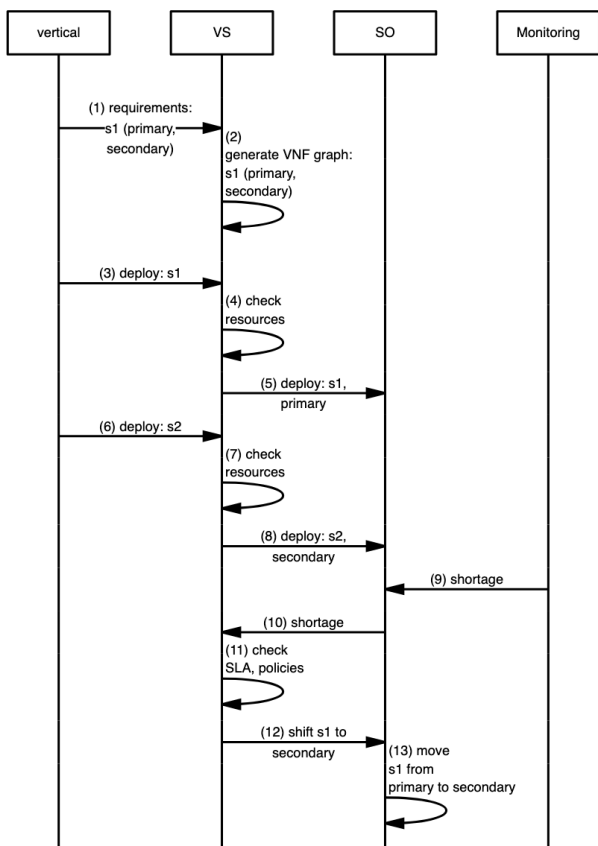 vertical
VS
SO
Monitoring
(1) requirements:
s1 (primary,
secondary)
(2)
generate VNF graph:
s1 (primary,
secondary)
(3) deploy: s1
(4) check
resources
(5) deploy: s1,
primary
(6) deploy: s2
(7) check
resources
(8) deploy: s2,
secondary
(9) shortage
(10) shortage
(11) check
SLA, policies
(12) shift s1 to
secondary
(13) move
s1 from
primary to secondary